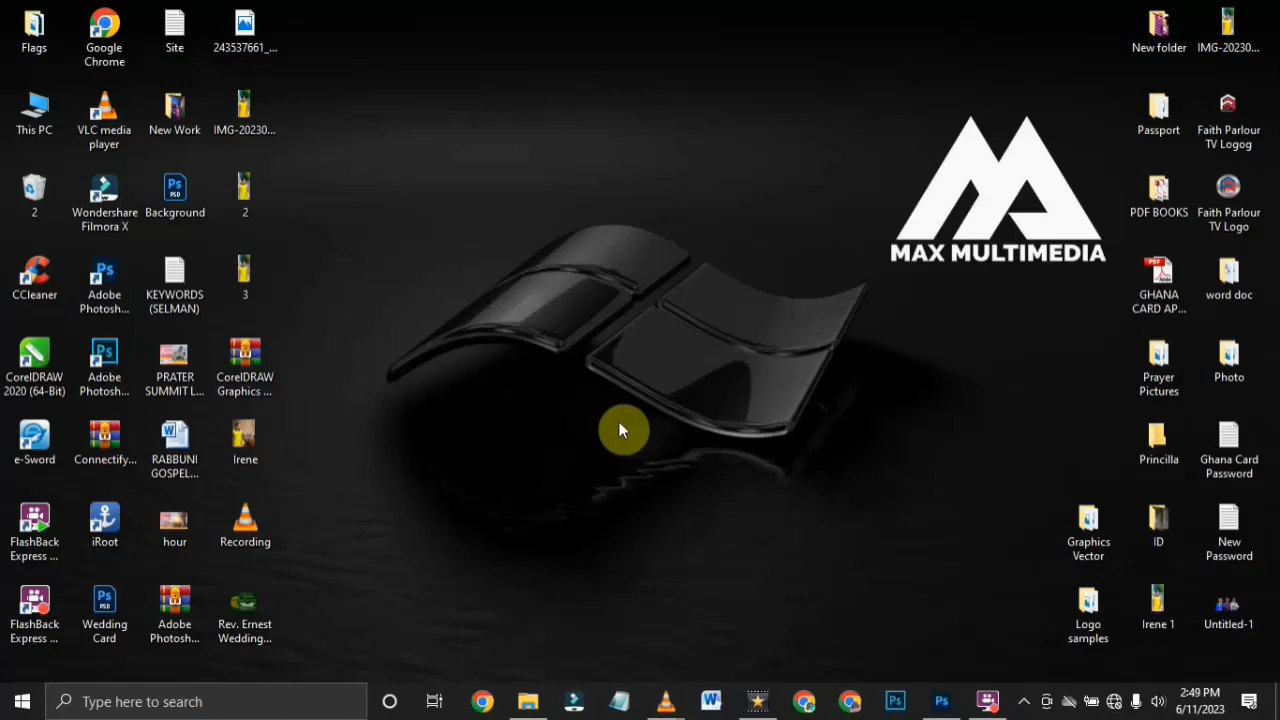 Flags
Google
Chrome
Site
243537661_...
This PC
VLC media
player
New Work
IMG-20230...
2
Wondershare
Filmora X
Background
2
CCleaner
Adobe
Photosh...
KEYWORDS
(SELMAN)
3
CorelDRAW
2020 (64-Bit)
Adobe
Photosh...
PRATER
SUMMIT L...
CorelDRAW
Graphics ...
e-Sword
Connectify...
RABBUNI
GOSPEL...
Irene
FlashBack
Express ...
iRoot
hour
Recording
FlashBack
Express ...
Wedding
Card
Adobe
Photosh...
Rev. Ernest
Wedding...
MAX MULTIMEDIA
New folder
IMG-20230...
Passport
Faith Parlour
TV Logog
PDF BOOKS
Faith Parlour
TV Logo
GHANA
CARD AP...
word doc
Prayer
Pictures
Photo
Princilla
Ghana Card
Password
Graphics
Vector
ID
New
Password
Logo
samples
Irene 1
Untitled-1
Type here to search
2:49 PM
6/11/2023